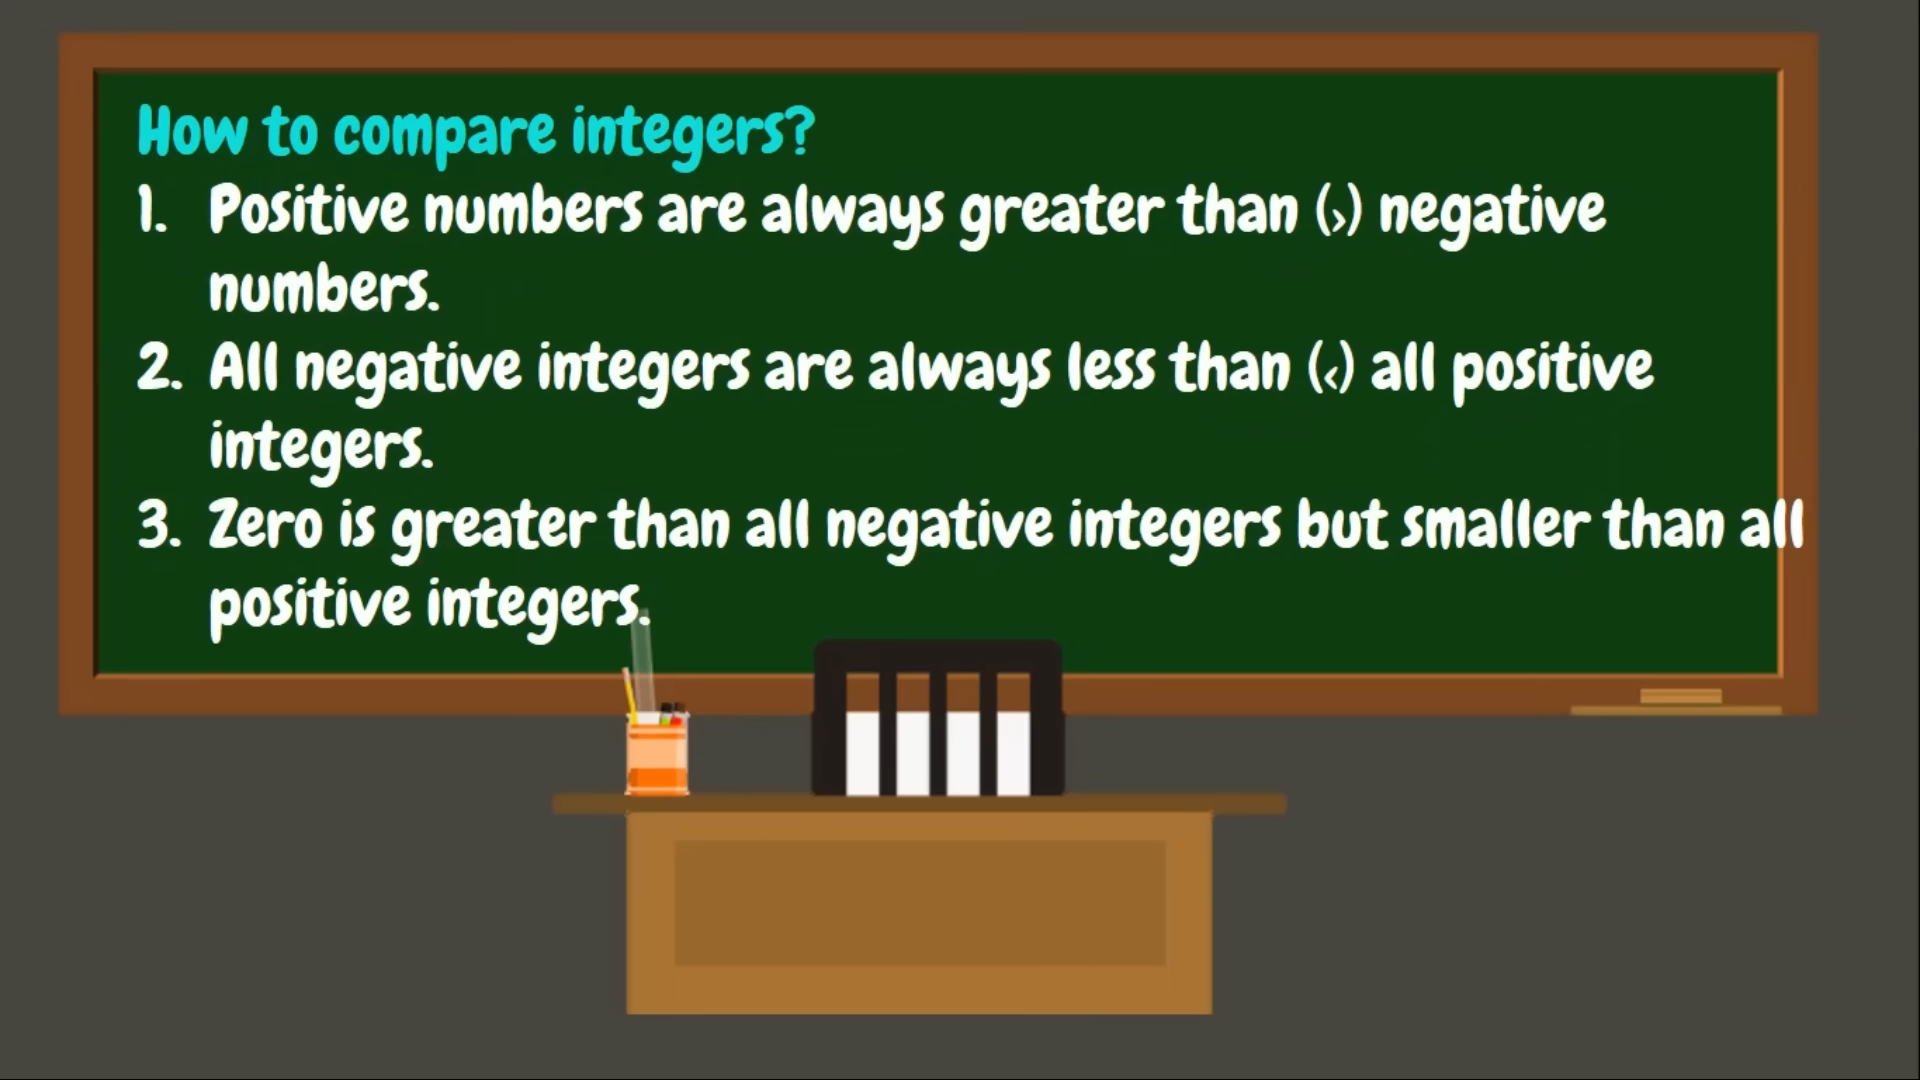 How to compare integers?
1. Positive numbers are always greater than (>) negative
numbers.
2. All negative integers are always less than (<) all positive
integers.
3. Zero is greater than all negative integers but smaller than all
positive integers.